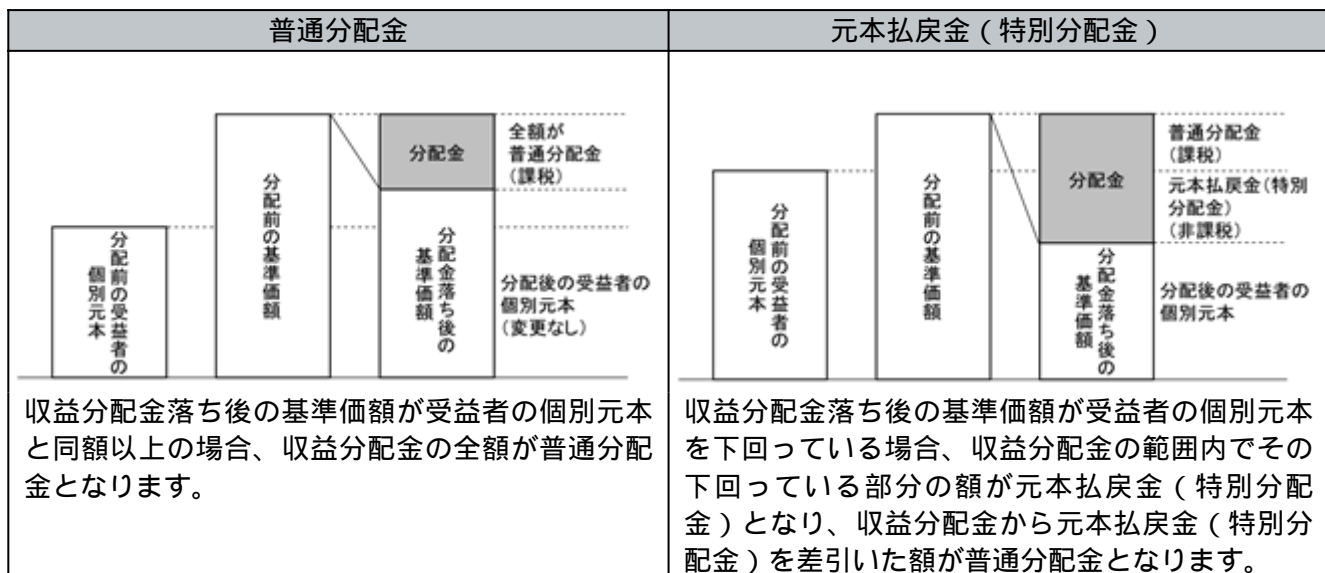 普通分配金
分配前の受益者の
個別元本
分配前の基準価額
分配金
分配金落ち後の
基準価額
全額が
普通分配金
(課税)
分配後の受益者の
個別元本
(変更なし)
収益分配金落ち後の基準価額が受益者の個別元本
と同額以上の場合、収益分配金の全額が普通分配
金となります。
元本払戻金(特別分配金)
分配前の受益者の
個別元本
分配前の基準価額
分配金
分配金落ち後の
基準価額
普通分配金
(課税)
元本払戻金(特別
分配金)
(非課税)
分配後の受益者の
個別元本
収益分配金落ち後の基準価額が受益者の個別元本
を下回っている場合、収益分配金の範囲内でその
下回っている部分の額が元本払戻金(特別分配
金)となり、収益分配金から元本払戻金(特別分
配金)を差引いた額が普通分配金となります。